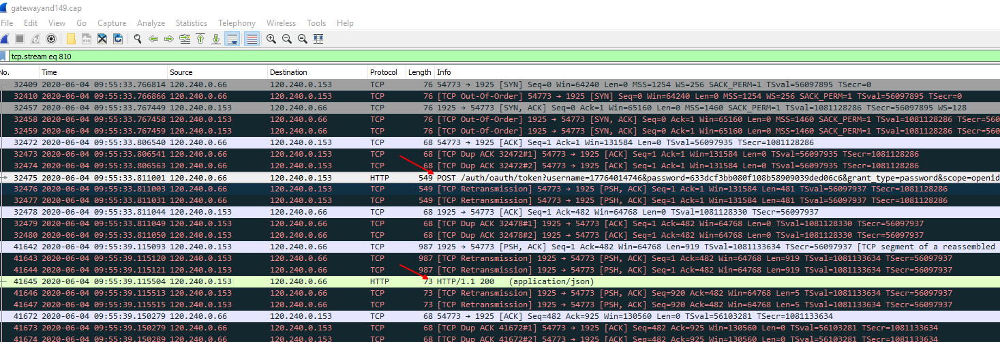 gatewayand149.cap
File Edit View Go Capture Analyze Statistics Telephony Wireless Tools Help
tcp.stream eq 810
No. Time Source Destination Protocol Length Info
32409 2020-06-04 09:55:33.766814 120.240.0.66 120.240.0.153 TCP 76 54773 → 1925 [SYN] Seq=0 Win=64240 Len=0 MSS=1254 WS=256 SACK_PERM=1 TSval=56097895 TSecr=0
32410 2020-06-04 09:55:33.766866 120.240.0.66 120.240.0.153 TCP 76 [TCP Out-Of-Order] 54773 → 1925 [SYN] Seq=0 Win=64240 Len=0 MSS=1254 WS=256 SACK_PERM=1 TSval=56097895 TSecr=0
32457 2020-06-04 09:55:33.767449 120.240.0.153 120.240.0.66 TCP 76 1925 → 54773 [SYN, ACK] Seq=0 Ack=1 Win=65160 Len=0 MSS=1460 SACK_PERM=1 TSval=1081128286 TSecr=56097895 WS=128
32458 2020-06-04 09:55:33.767458 120.240.0.153 120.240.0.66 TCP 76 [TCP Out-Of-Order] 1925 → 54773 [SYN, ACK] Seq=0 Ack=1 Win=65160 Len=0 MSS=1460 SACK_PERM=1 TSval=1081128286 TSecr=560
32459 2020-06-04 09:55:33.767459 120.240.0.153 120.240.0.66 TCP 76 [TCP Out-Of-Order] 1925 → 54773 [SYN, ACK] Seq=0 Ack=1 Win=65160 Len=0 MSS=1460 SACK_PERM=1 TSval=1081128286 TSecr=560
32472 2020-06-04 09:55:33.806540 120.240.0.66 120.240.0.153 TCP 68 54773 → 1925 [ACK] Seq=1 Ack=1 Win=131584 Len=0 TSval=56097935 TSecr=1081128286
32473 2020-06-04 09:55:33.806541 120.240.0.66 120.240.0.153 TCP 68 [TCP Dup ACK 32472#1] 54773 → 1925 [ACK] Seq=1 Ack=1 Win=131584 Len=0 TSval=56097935 TSecr=1081128286
32474 2020-06-04 09:55:33.806563 120.240.0.66 120.240.0.153 TCP 68 [TCP Dup ACK 32472#2] 54773 → 1925 [ACK] Seq=1 Ack=1 Win=131584 Len=0 TSval=56097935 TSecr=1081128286
32475 2020-06-04 09:55:33.811001 120.240.0.66 120.240.0.153 HTTP 549 POST /auth/oauth/token?username=17764014746&password=633dcf3bb080f108b58909039ded06c6&grant_type=password&scope=openid
32476 2020-06-04 09:55:33.811003 120.240.0.66 120.240.0.153 TCP 549 [TCP Retransmission] 54773 → 1925 [PSH, ACK] Seq=1 Ack=1 Win=131584 Len=481 TSval=56097937 TSecr=1081128286
32477 2020-06-04 09:55:33.811031 120.240.0.66 120.240.0.153 TCP 549 [TCP Retransmission] 54773 → 1925 [PSH, ACK] Seq=1 Ack=1 Win=131584 Len=481 TSval=56097937 TSecr=1081128286
32478 2020-06-04 09:55:33.811044 120.240.0.153 120.240.0.66 TCP 68 1925 → 54773 [ACK] Seq=1 Ack=482 Win=64768 Len=0 TSval=1081128330 TSecr=56097937
32479 2020-06-04 09:55:33.811049 120.240.0.153 120.240.0.66 TCP 68 [TCP Dup ACK 32478#1] 1925 → 54773 [ACK] Seq=1 Ack=482 Win=64768 Len=0 TSval=1081128330 TSecr=56097937
32480 2020-06-04 09:55:33.811050 120.240.0.153 120.240.0.66 TCP 68 [TCP Dup ACK 32478#2] 1925 → 54773 [ACK] Seq=1 Ack=482 Win=64768 Len=0 TSval=1081128330 TSecr=56097937
41642 2020-06-04 09:55:39.115093 120.240.0.153 120.240.0.66 TCP 987 1925 → 54773 [PSH, ACK] Seq=1 Ack=482 Win=64768 Len=919 TSval=1081133634 TSecr=56097937 [TCP segment of a reassembled
41643 2020-06-04 09:55:39.115120 120.240.0.153 120.240.0.66 TCP 987 [TCP Retransmission] 1925 → 54773 [PSH, ACK] Seq=1 Ack=482 Win=64768 Len=919 TSval=1081133634 TSecr=56097937
41644 2020-06-04 09:55:39.115121 120.240.0.153 120.240.0.66 TCP 987 [TCP Retransmission] 1925 → 54773 [PSH, ACK] Seq=1 Ack=482 Win=64768 Len=919 TSval=1081133634 TSecr=56097937
41645 2020-06-04 09:55:39.115504 120.240.0.153 120.240.0.66 HTTP 73 HTTP/1.1 200 (application/json)
41646 2020-06-04 09:55:39.115513 120.240.0.153 120.240.0.66 TCP 73 [TCP Retransmission] 1925 → 54773 [PSH, ACK] Seq=920 Ack=482 Win=64768 Len=5 TSval=1081133634 TSecr=56097937
41647 2020-06-04 09:55:39.115515 120.240.0.153 120.240.0.66 TCP 73 [TCP Retransmission] 1925 → 54773 [PSH, ACK] Seq=920 Ack=482 Win=64768 Len=5 TSval=1081133634 TSecr=56097937
41672 2020-06-04 09:55:39.150279 120.240.0.66 120.240.0.153 TCP 68 54773 → 1925 [ACK] Seq=482 Ack=925 Win=130560 Len=0 TSval=56103281 TSecr=1081133634
41673 2020-06-04 09:55:39.150279 120.240.0.66 120.240.0.153 TCP 68 [TCP Dup ACK 41672#1] 54773 → 1925 [ACK] Seq=482 Ack=925 Win=130560 Len=0 TSval=56103281 TSecr=1081133634
41674 2020-06-04 09:55:39.150289 120.240.0.66 120.240.0.153 TCP 68 [TCP Dup ACK 41672#2] 54773 → 1925 [ACK] Seq=482 Ack=925 Win=130560 Len=0 TSval=56103281 TSecr=1081133634